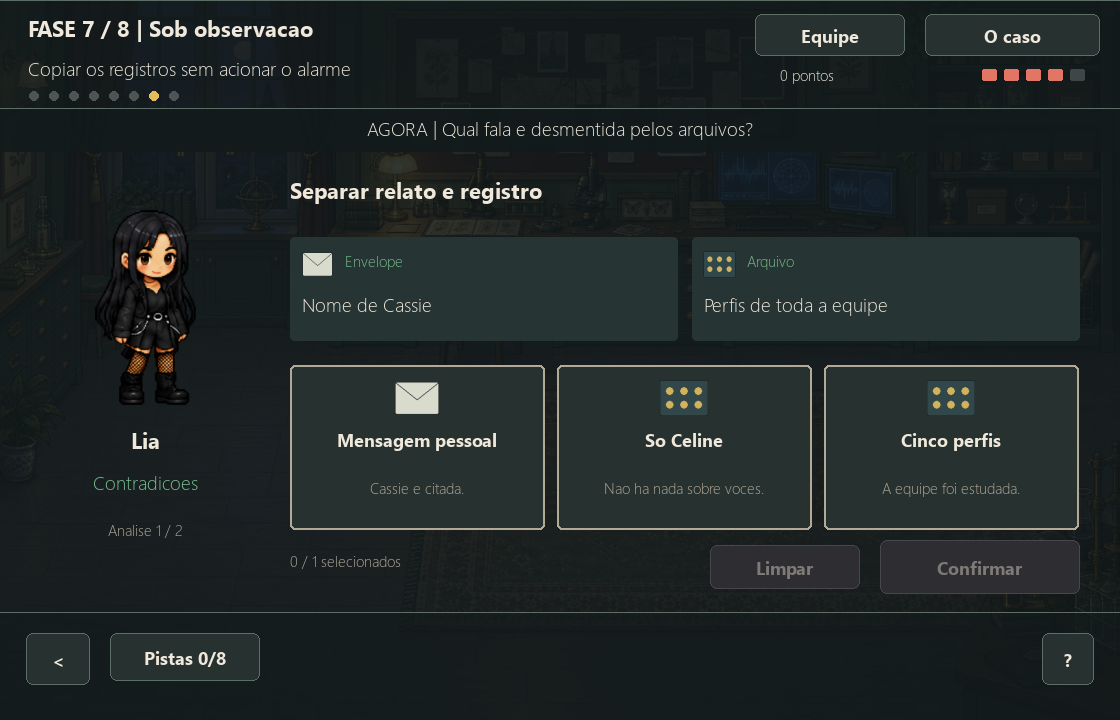 FASE 7 / 8 | Sob observacao
Equipe
O caso
Copiar os registros sem acionar o alarme
0 pontos
AGORA | Qual fala e desmentida pelos arquivos?
Separar relato e registro
Envelope
Nome de Cassie
Arquivo
Perfis de toda a equipe
Lia
Contradicoes
Analise 1 / 2
Mensagem pessoal
Cassie e citada.
So Celine
Nao ha nada sobre voces.
Cinco perfis
A equipe foi estudada.
0 / 1 selecionados
Limpar
Confirmar
<
Pistas 0/8
?